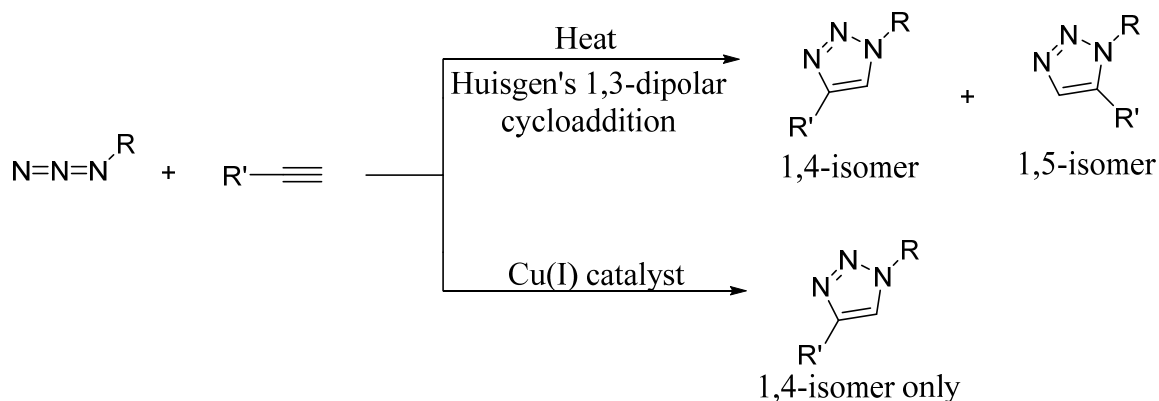 Heat
Huisgen's 1,3-dipolar
cycloaddition
N=N=N R + R'
N N N R R'
1,4-isomer
+
N N N R R'
1,5-isomer
Cu(I) catalyst
N N N R R'
1,4-isomer only